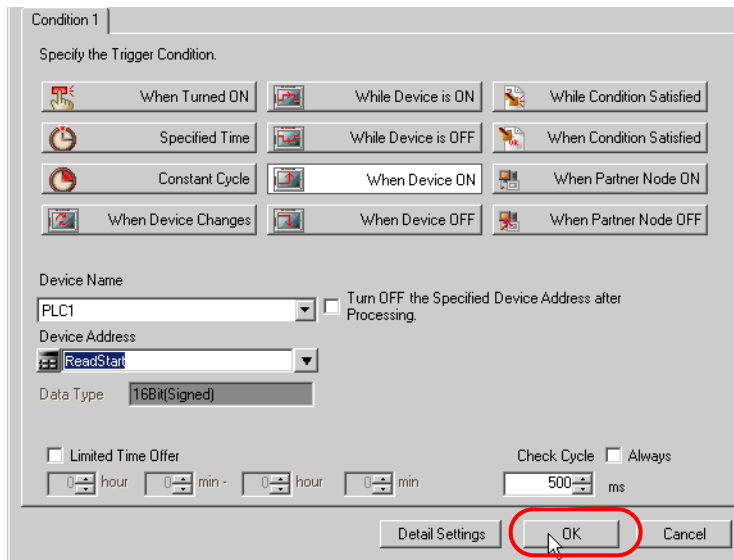 Condition 1
Specify the Trigger Condition.
When Turned ON While Device is ON While Condition Satisfied
Specified Time While Device is OFF When Condition Satisfied
Constant Cycle When Device ON When Partner Node ON
When Device Changes When Device OFF When Partner Node OFF
Device Name
PLC1
Turn OFF the Specified Device Address after
Processing.
Device Address
ReadStart
Data Type 16Bit(Signed)
Limited Time Offer Check Cycle Always
0 hour 0 min - 0 hour 0 min 500 ms
Detail Settings OK Cancel